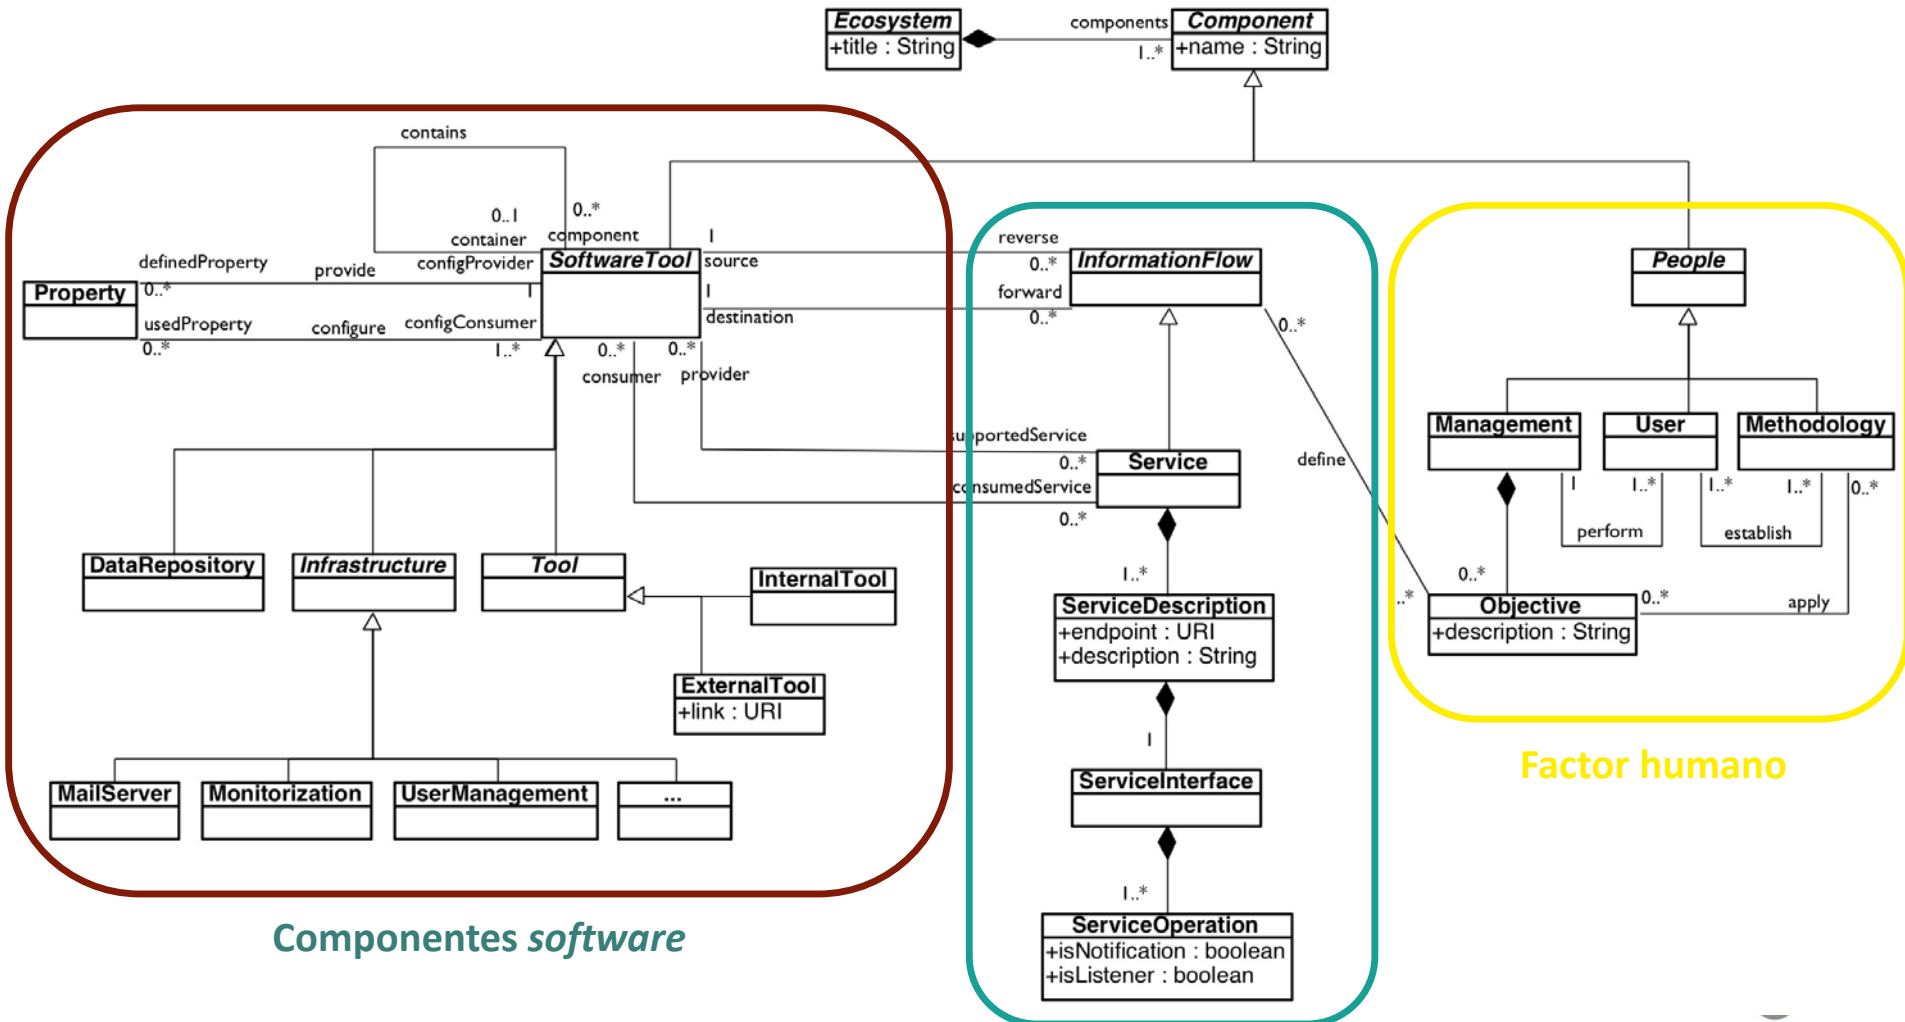 Ecosystem
+title : String
components
1..*
Component
+name : String
contains
0..1
container
0..*
component
definedProperty
0..*
provide
configProvider
1
Property
usedProperty
0..*
configure
configConsumer
1..*
SoftwareTool
1
source
reverse
0..*
1
destination
forward
0..*
InformationFlow
0..*
People
0..*
consumer
0..*
provider
supportedService
0..*
consumedService
0..*
Service
define
Management
User
Methodology
1
1..*
perform
1..*
1..*
establish
0..*
DataRepository
Infrastructure
Tool
InternalTool
ExternalTool
+link : URI
1..*
ServiceDescription
+endpoint : URI
+description : String
0..*
..*
Objective
+description : String
0..*
apply
1
ServiceInterface
MailServer
Monitorization
UserManagement
...
1..*
ServiceOperation
+isNotification : boolean
+isListener : boolean
Componentes software
Factor humano